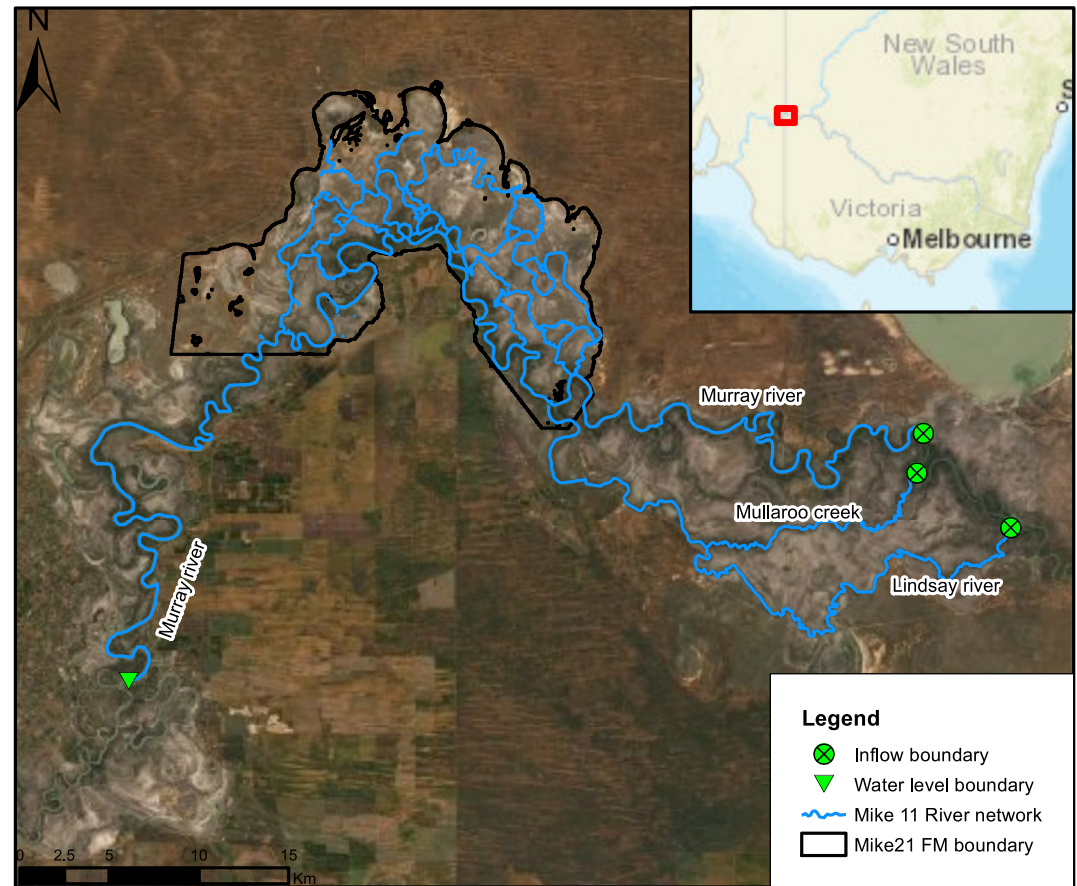 N
New South
Wales
S
Victoria
Melbourne
Murray river
Mullaroo creek
Lindsay river
Murray river
Legend
Inflow boundary
Water level boundary
Mike 11 River network
Mike21 FM boundary
0 2.5 5 10 15
Km